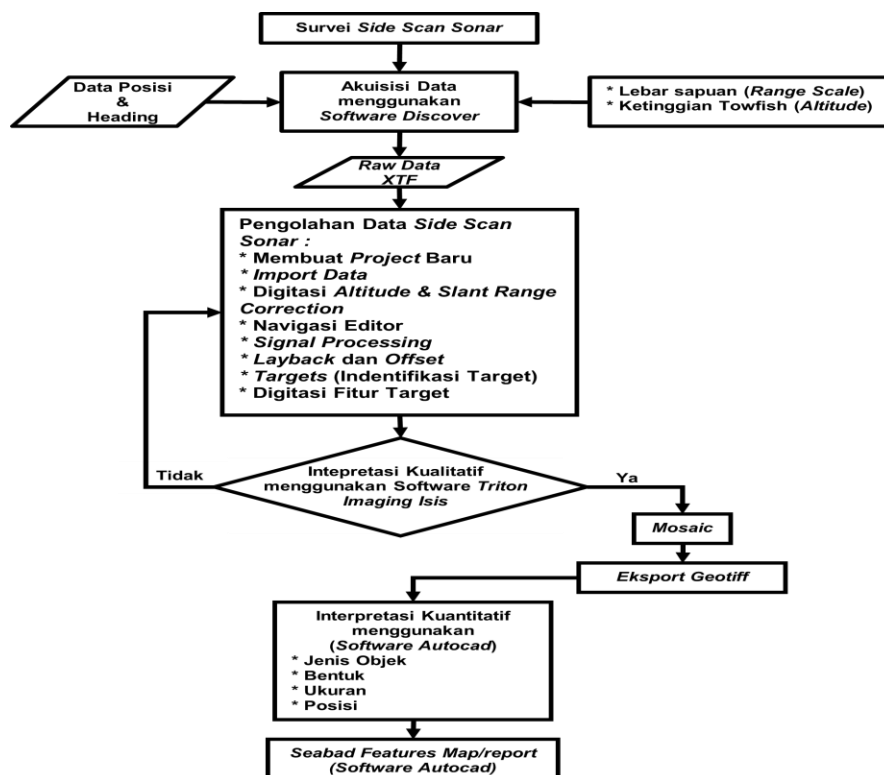 Survei Side Scan Sonar
Data Posisi
&
Heading
Akuisisi Data
menggunakan
Software Discover
* Lebar sapuan (Range Scale)
* Ketinggian Towfish (Altitude)
Raw Data
XTF
Pengolahan Data Side Scan
Sonar :
* Membuat Project Baru
* Import Data
* Digitasi Altitude & Slant Range
Correction
* Navigasi Editor
* Signal Processing
* Layback dan Offset
* Targets (Indentifikasi Target)
* Digitasi Fitur Target
Tidak
Intepretasi Kualitatif
menggunakan Software Triton
Imaging Isis
Ya
Mosaic
Eksport Geotiff
Interpretasi Kuantitatif
menggunakan
(Software Autocad)
* Jenis Objek
* Bentuk
* Ukuran
* Posisi
Seabad Features Map/report
(Software Autocad)